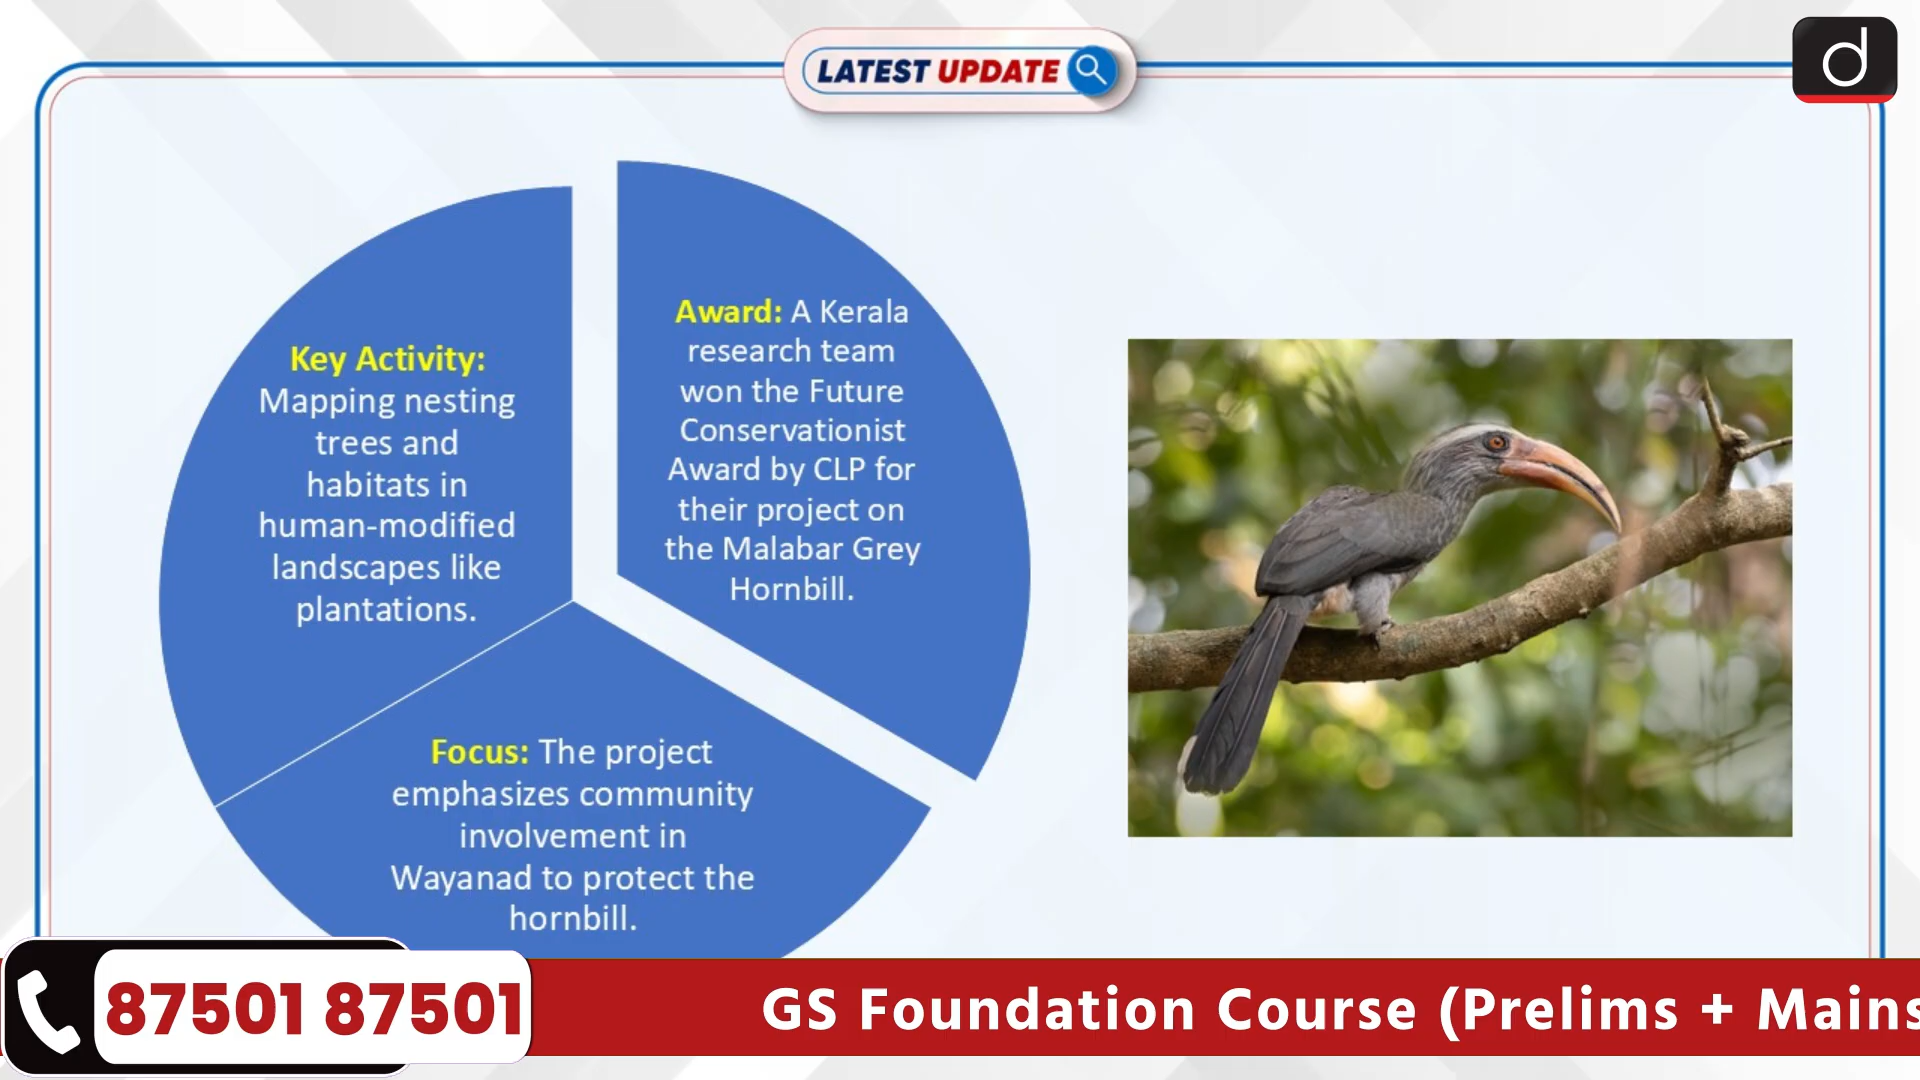 LATEST UPDATE
d
Key Activity:
Mapping nesting
trees and
habitats in
human-modified
landscapes like
plantations.
Award: A Kerala
research team
won the Future
Conservationist
Award by CLP for
their project on
the Malabar Grey
Hornbill.
Focus: The project
emphasizes community
involvement in
Wayanad to protect the
hornbill.
87501 87501
GS Foundation Course (Prelims + Mains